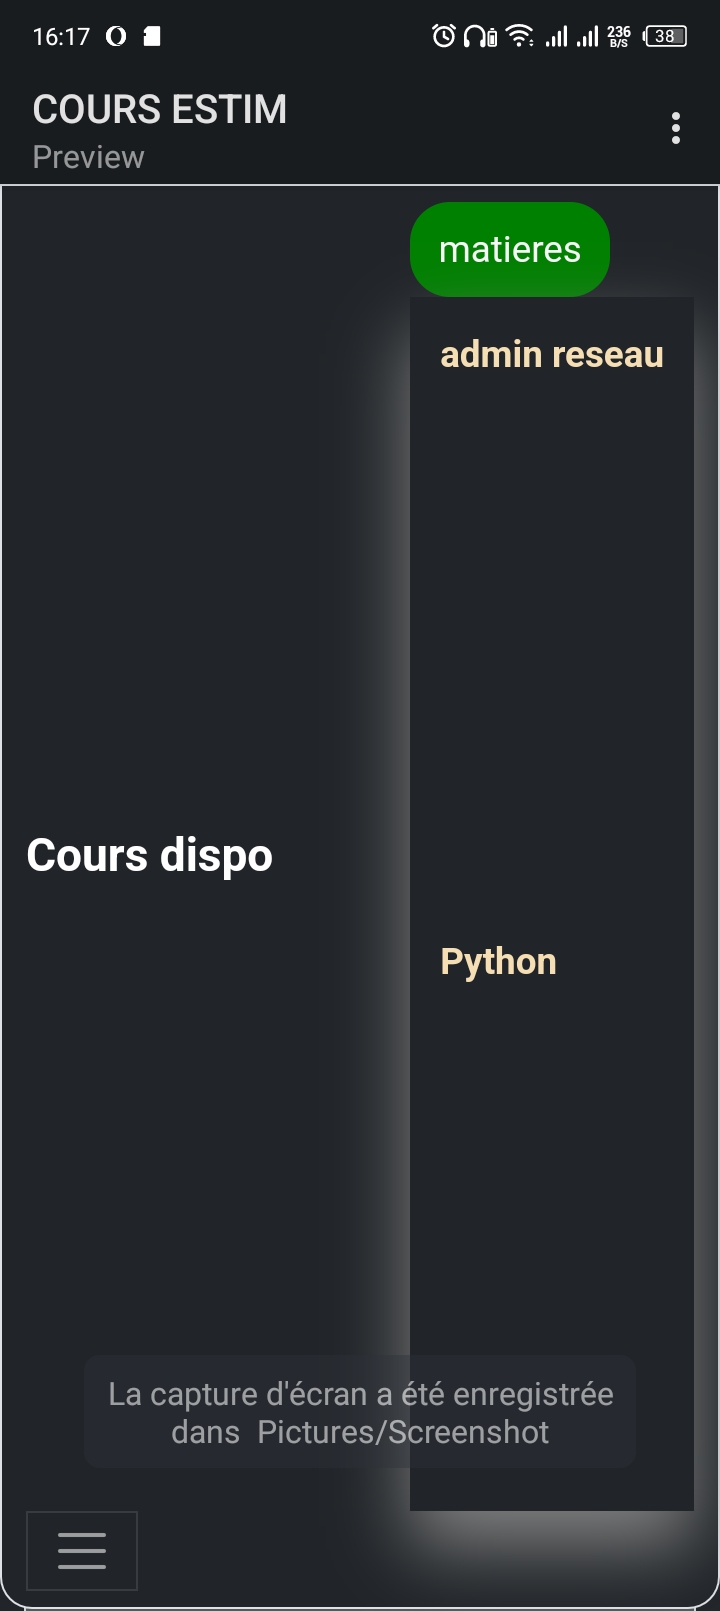 16:17
236
B/S
38
COURS ESTIM
Preview
matieres
admin reseau
Cours dispo
Python
La capture d'écran a été enregistrée
dans Pictures/Screenshot